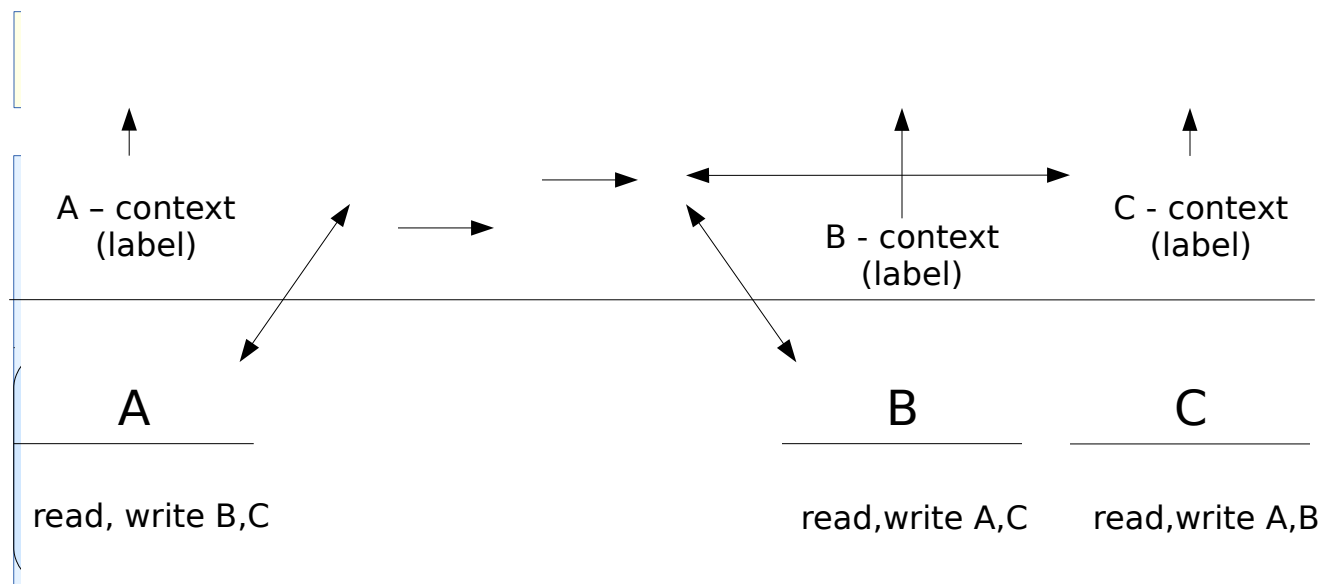 A – context
(label)
B - context
(label)
C - context
(label)
A
B
C
read, write B,C
read,write A,C
read,write A,B